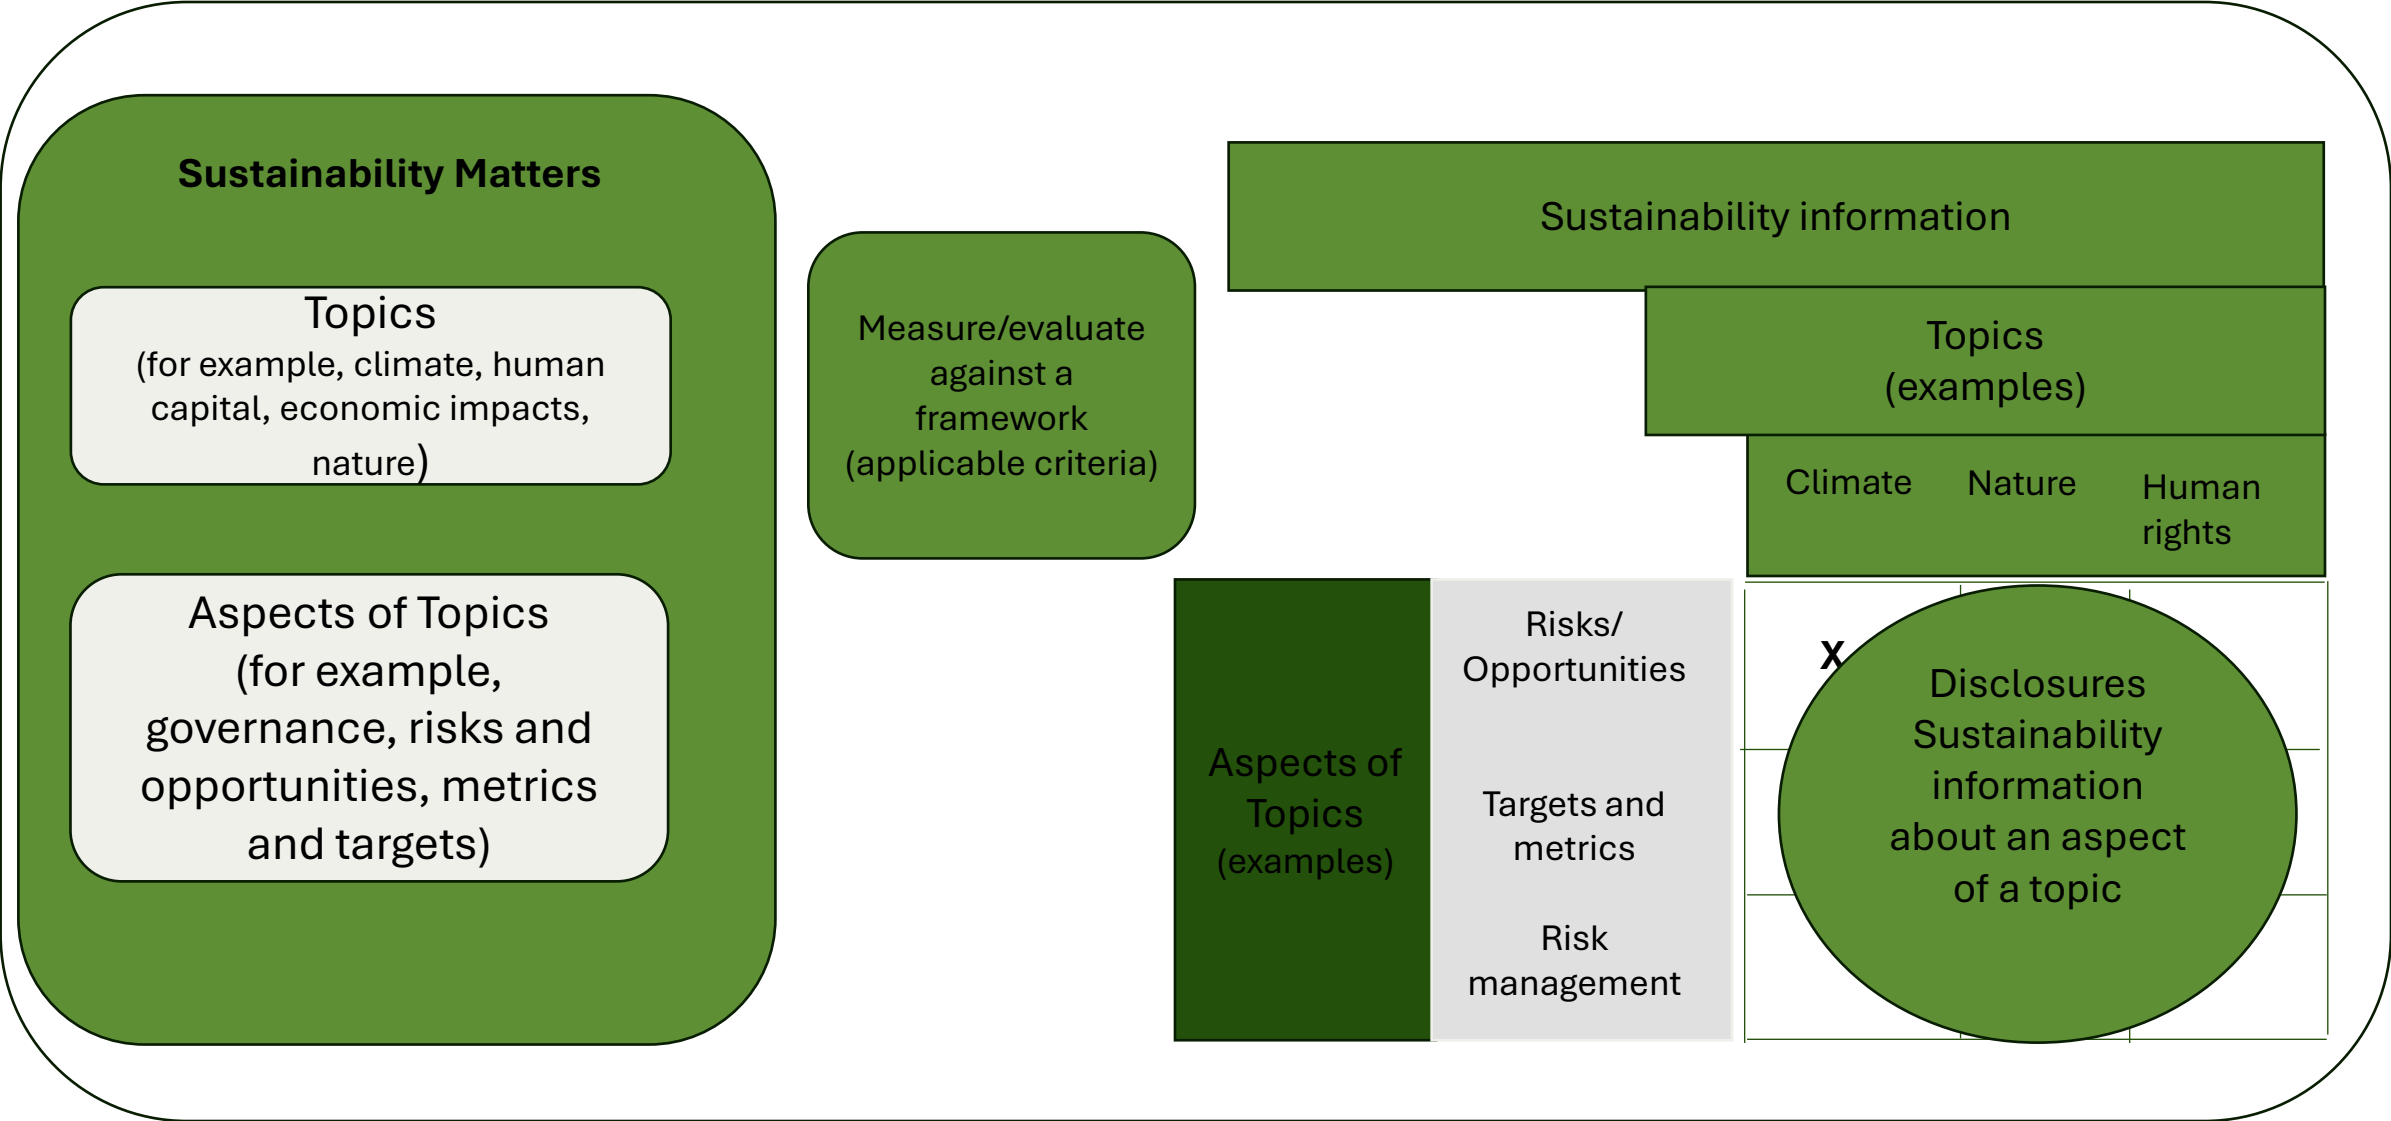 Sustainability Matters
Topics
(for example, climate, human
capital, economic impacts,
nature)
Aspects of Topics
(for example,
governance, risks and
opportunities, metrics
and targets)
Measure/evaluate
against a
framework
(applicable criteria)
Sustainability information
Topics
(examples)
Climate
Nature
Human
rights
Aspects of
Topics
(examples)
Risks/
Opportunities
Targets and
metrics
Risk
management
X
Disclosures
Sustainability
information
about an aspect
of a topic